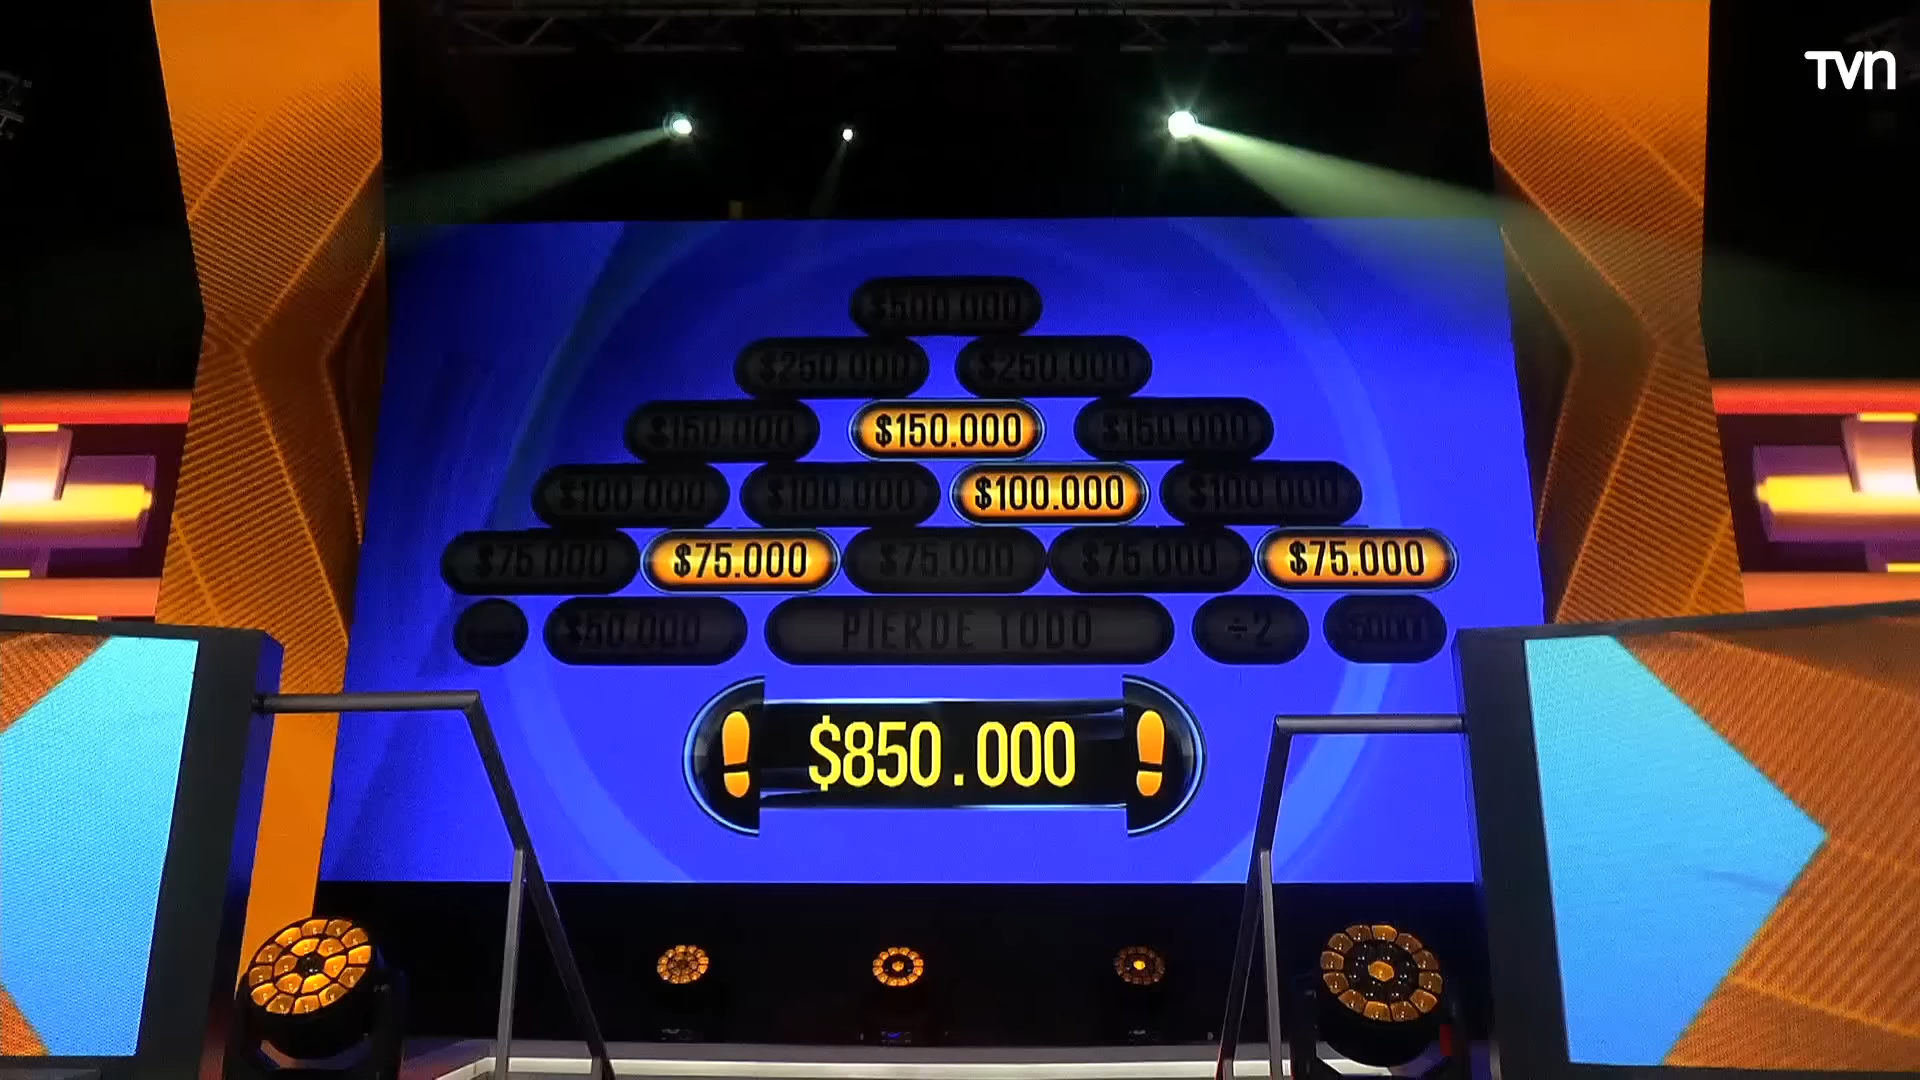 TVN
$500.000
$250.000 $250.000
$150.000 $150.000 $150.000
$100.000 $100.000 $100.000 $100.000
$75.000 $75.000 $75.000 $75.000 $75.000
$50.000 PIERDE TODO ÷2
$850.000